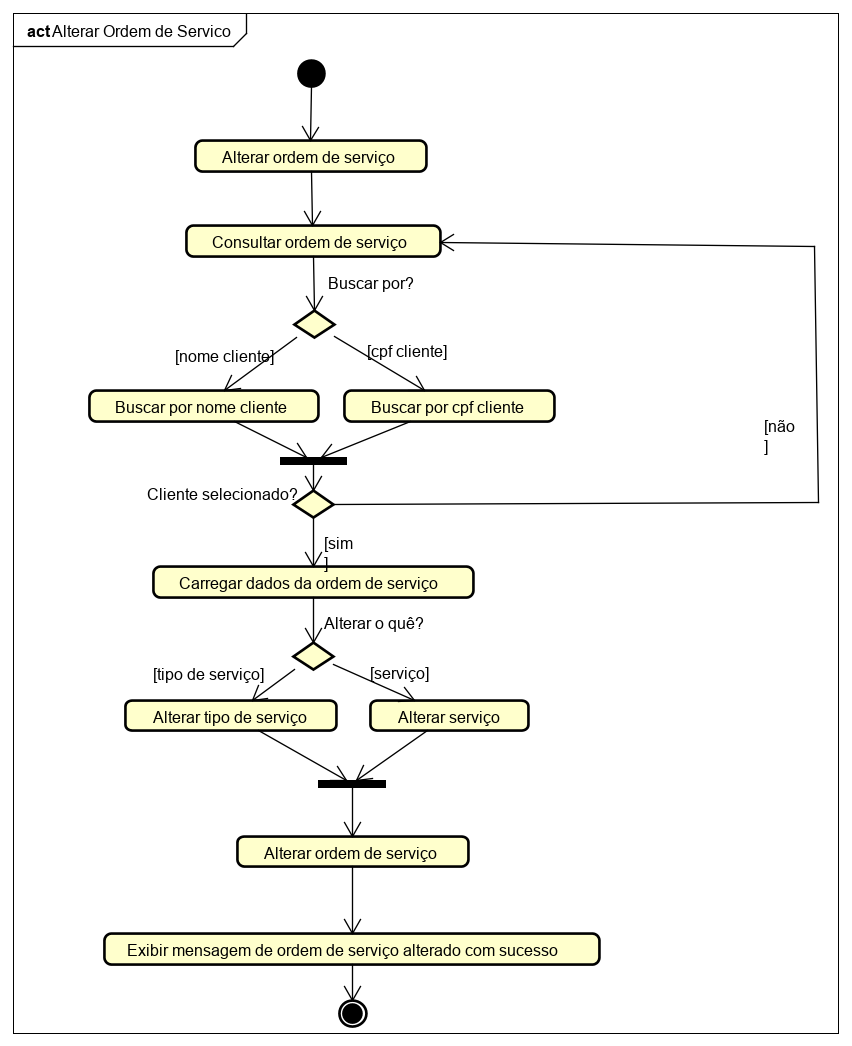 act Alterar Ordem de Servico
Alterar ordem de serviço
Consultar ordem de serviço
Buscar por?
[nome cliente]
[cpf cliente]
Buscar por nome cliente
Buscar por cpf cliente
[não
]
Cliente selecionado?
[sim
]
Carregar dados da ordem de serviço
Alterar o quê?
[tipo de serviço]
[serviço]
Alterar tipo de serviço
Alterar serviço
Alterar ordem de serviço
Exibir mensagem de ordem de serviço alterado com sucesso